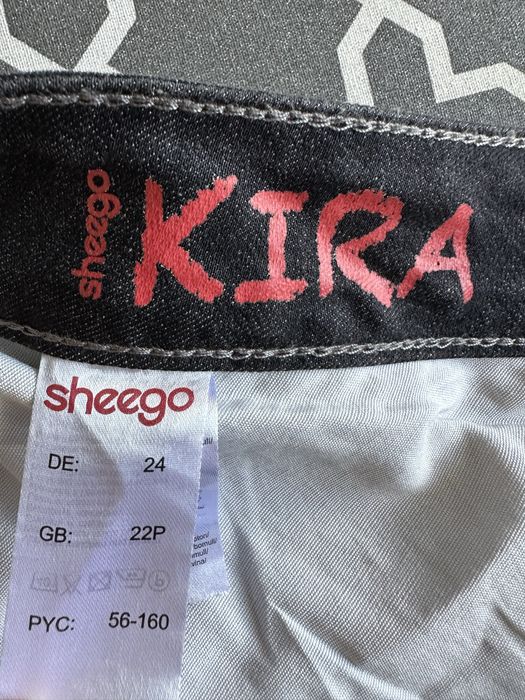 sheego
KIRA
sheego
DE: 24
GB: 22P
PYC: 56-160